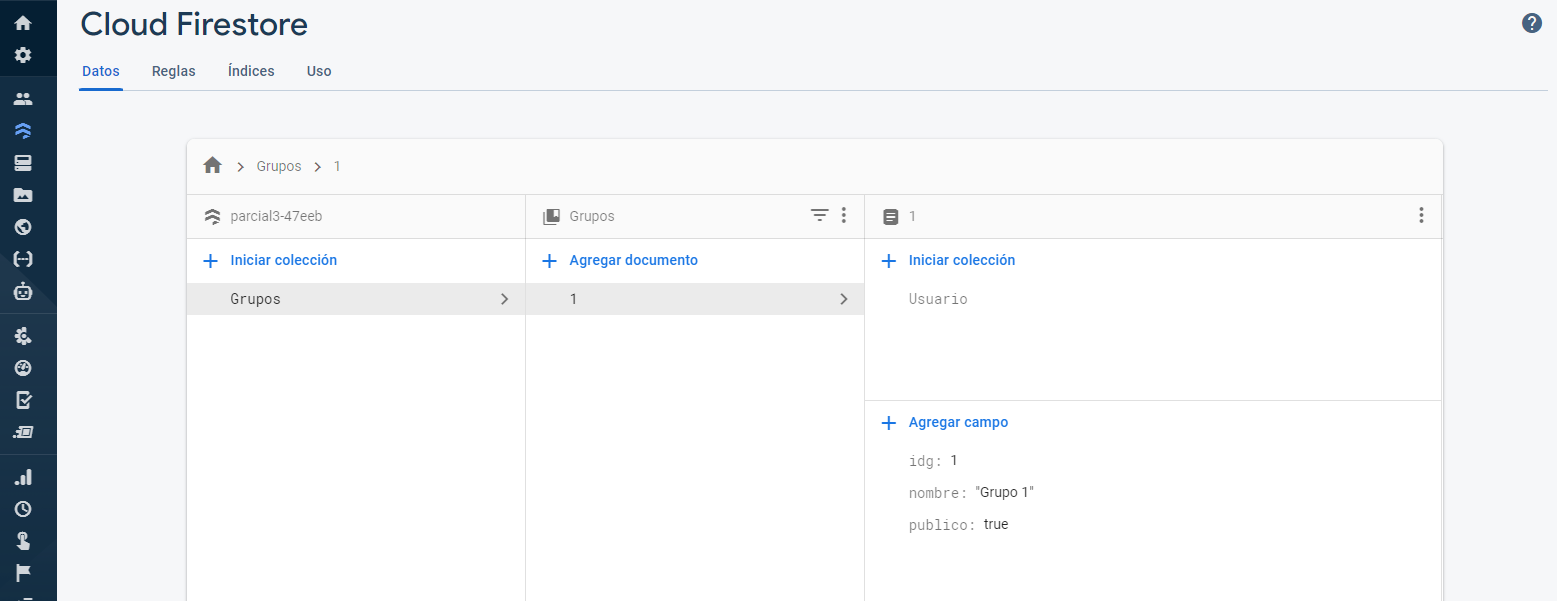 Cloud Firestore
Datos Reglas Índices Uso
Grupos 1
parcial3-47eeb Grupos 1
Iniciar colección Agregar documento Iniciar colección
Grupos 1 Usuario
Agregar campo
idg: 1
nombre: "Grupo 1"
publico: true